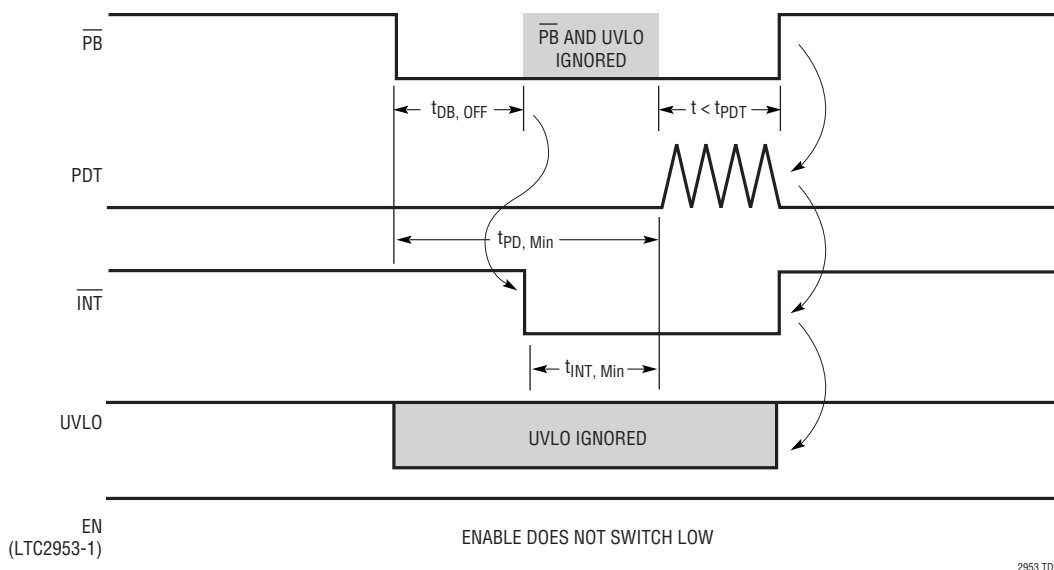 PB
PB AND UVLO
IGNORED
tDB, OFF
t < tPDT
PDT
tPD, Min
INT
tINT, Min
UVLO
UVLO IGNORED
EN
(LTC2953-1)
ENABLE DOES NOT SWITCH LOW
2953 TD